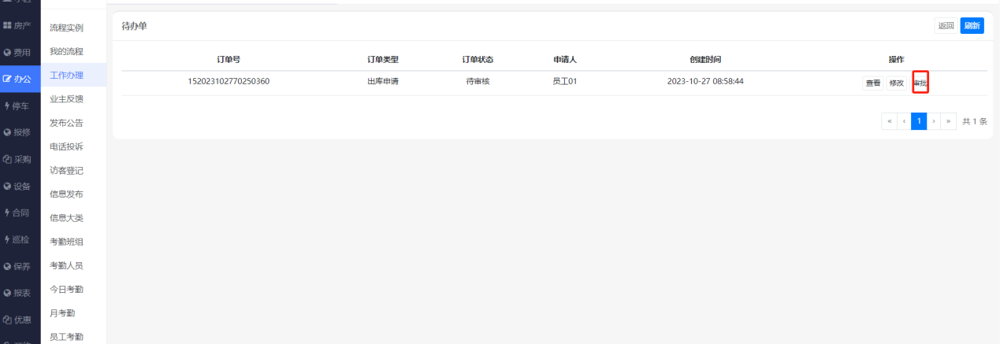 房产
费用
办公
停车
报修
采购
设备
合同
巡检
保养
报表
优惠
流程实例
我的流程
工作办理
业主反馈
发布公告
电话投诉
访客登记
信息发布
信息大类
考勤班组
考勤人员
今日考勤
月考勤
员工考勤
待办单
返回 刷新
订单号 订单类型 订单状态 申请人 创建时间 操作
152023102770250360 出库申请 待审核 员工01 2023-10-27 08:58:44 查看 修改 审批
« ‹ 1 › » 共 1 条